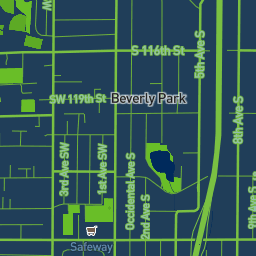 S 116th St
5th Ave S
SW 119th St
Beverly Park
8th Ave S
3rd Ave SW
1st Ave SW
Occidental Ave S
2nd Ave S
9th Ave S
Safeway